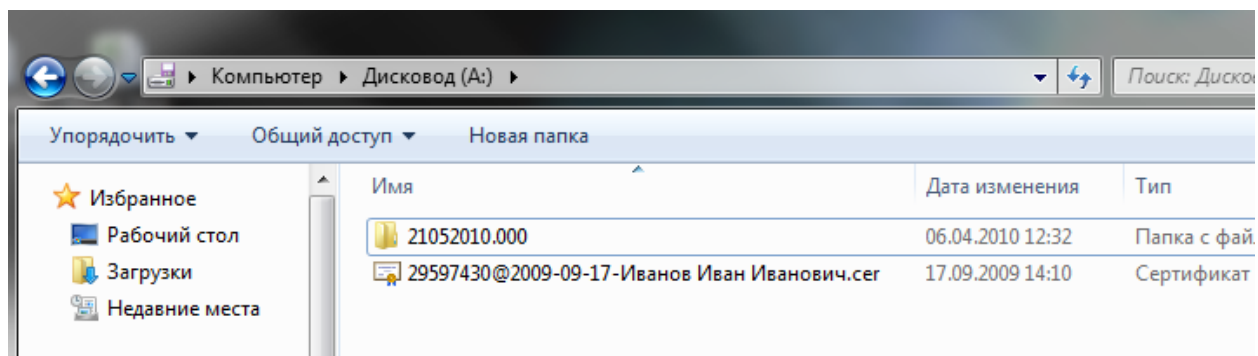 Компьютер Дисковод (A:)
Поиск: Диско
Упорядочить Общий доступ Новая папка
Избранное
Рабочий стол
Загрузки
Недавние места
Имя Дата изменения Тип
21052010.000 06.04.2010 12:32 Папка с фай
29597430@2009-09-17-Иванов Иван Иванович.cer 17.09.2009 14:10 Сертификат